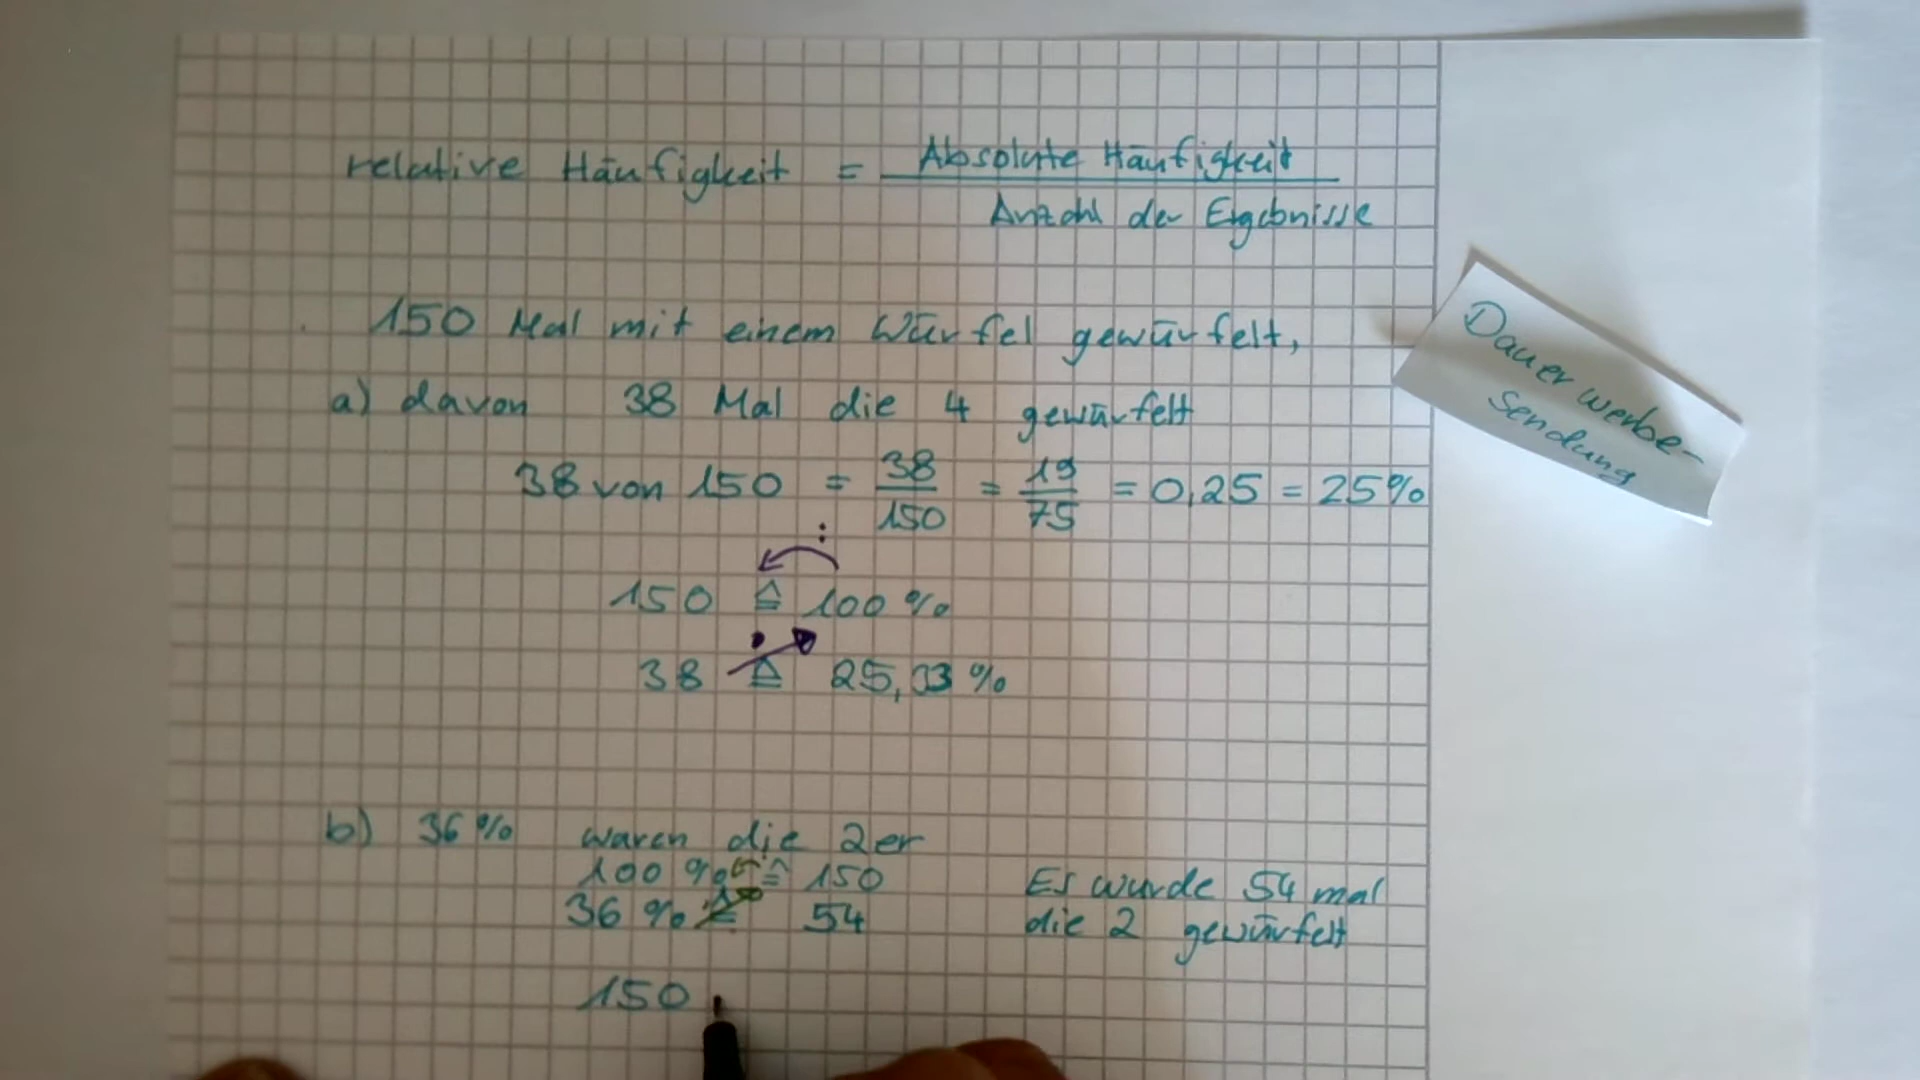 relative Häufigkeit = Absolute Häufigkeit / Anzahl der Ergebnisse
150 Mal mit einem Würfel gewürfelt,
a) davon 38 Mal die 4 gewürfelt
38 von 150 = 38/150 = 19/75 = 0,25 = 25%
:
150 ≙ 100 %
·
38 ≙ 25,33 %
b) 36 % waren die 2er
100 % ≙ 150
36 % ≙ 54
Es wurde 54 mal
die 2 gewürfelt
150
Dauerwerbe-
sendung